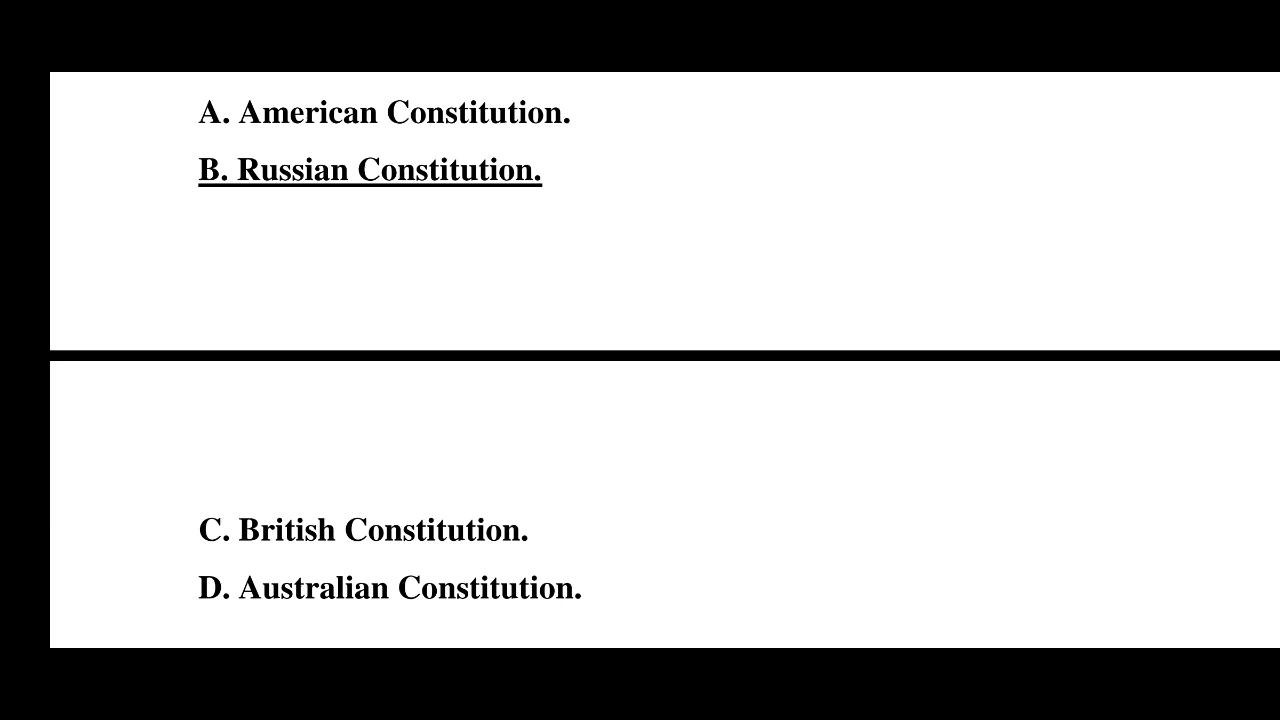 A. American Constitution.
B. Russian Constitution.
C. British Constitution.
D. Australian Constitution.